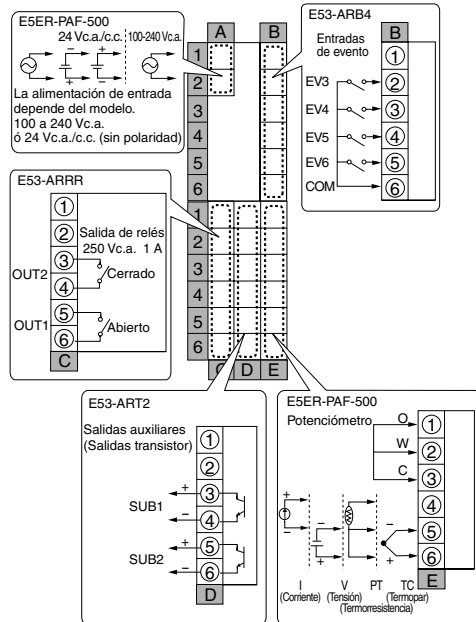 E5ER-PAF-500
24 Vc.a./c.c. 100-240 Vc.a.
+ - - +
- + + -
La alimentación de entrada
depende del modelo.
100 a 240 Vc.a.
ó 24 Vc.a./c.c. (sin polaridad)
A B
1
2
3
4
5
6
1
2
3
4
5
6
C D E
E53-ARB4
Entradas
de evento
B
1
EV3 2
EV4 3
EV5 4
EV6 5
COM 6
E53-ARRR
1
2
Salida de relés
250 Vc.a. 1 A
OUT2 3 4 Cerrado
OUT1 5 6 Abierto
C
E53-ART2
Salidas auxiliares
(Salidas transistor)
1
2
+ 3
SUB1
- 4
+ 5
SUB2
- 6
D
E5ER-PAF-500
Potenciómetro
O 1
W 2
C 3
4
5
6
+ - -
- + +
I V PT TC
(Corriente) (Tensión) (Termopar)
(Termorresistencia)
E